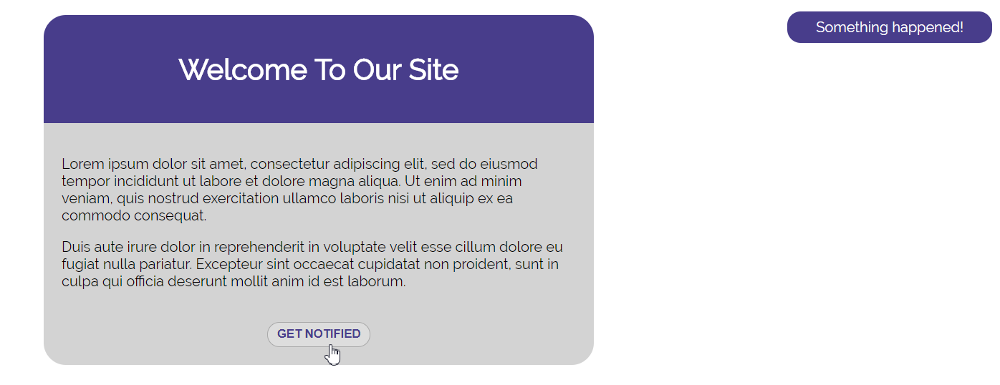 Something happened!
Welcome To Our Site
Lorem ipsum dolor sit amet, consectetur adipiscing elit, sed do eiusmod
tempor incididunt ut labore et dolore magna aliqua. Ut enim ad minim
veniam, quis nostrud exercitation ullamco laboris nisi ut aliquip ex ea
commodo consequat.
Duis aute irure dolor in reprehenderit in voluptate velit esse cillum dolore eu
fugiat nulla pariatur. Excepteur sint occaecat cupidatat non proident, sunt in
culpa qui officia deserunt mollit anim id est laborum.
GET NOTIFIED